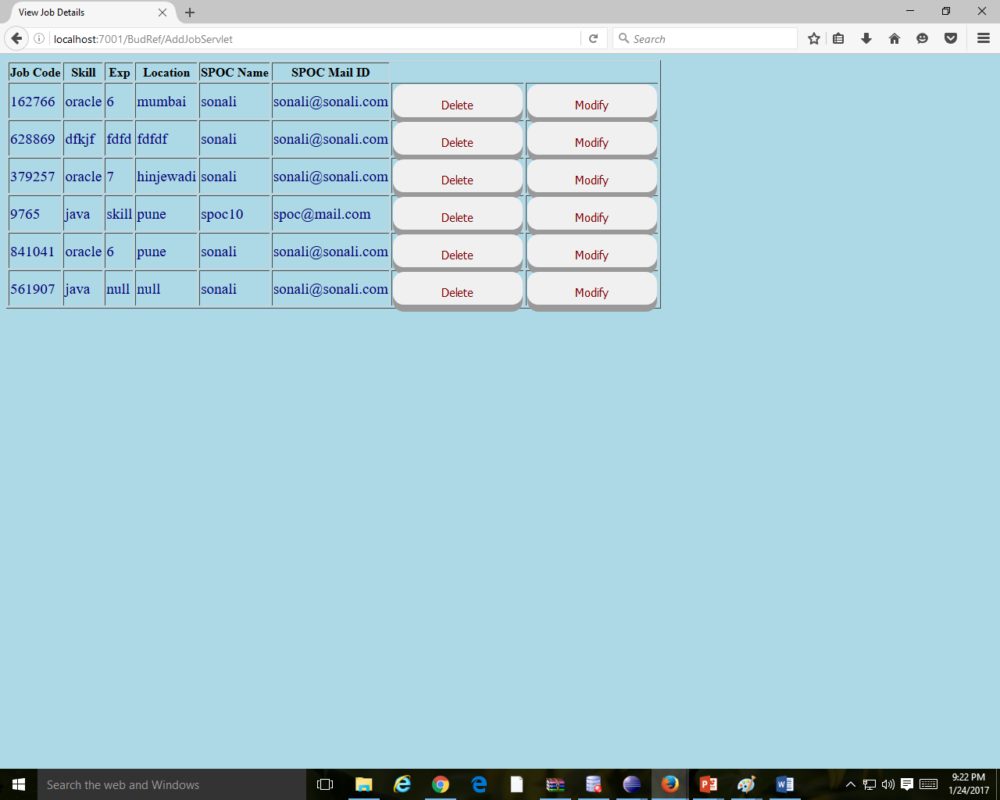 View Job Details
localhost:7001/BudRef/AddJobServlet
Search
Job Code Skill Exp Location SPOC Name SPOC Mail ID
162766 oracle 6 mumbai sonali sonali@sonali.com Delete Modify
628869 dfkjf fdfd fdfdf sonali sonali@sonali.com Delete Modify
379257 oracle 7 hinjewadi sonali sonali@sonali.com Delete Modify
9765 java skill pune spoc10 spoc@mail.com Delete Modify
841041 oracle 6 pune sonali sonali@sonali.com Delete Modify
561907 java null null sonali sonali@sonali.com Delete Modify
Search the web and Windows
9:22 PM
1/24/2017